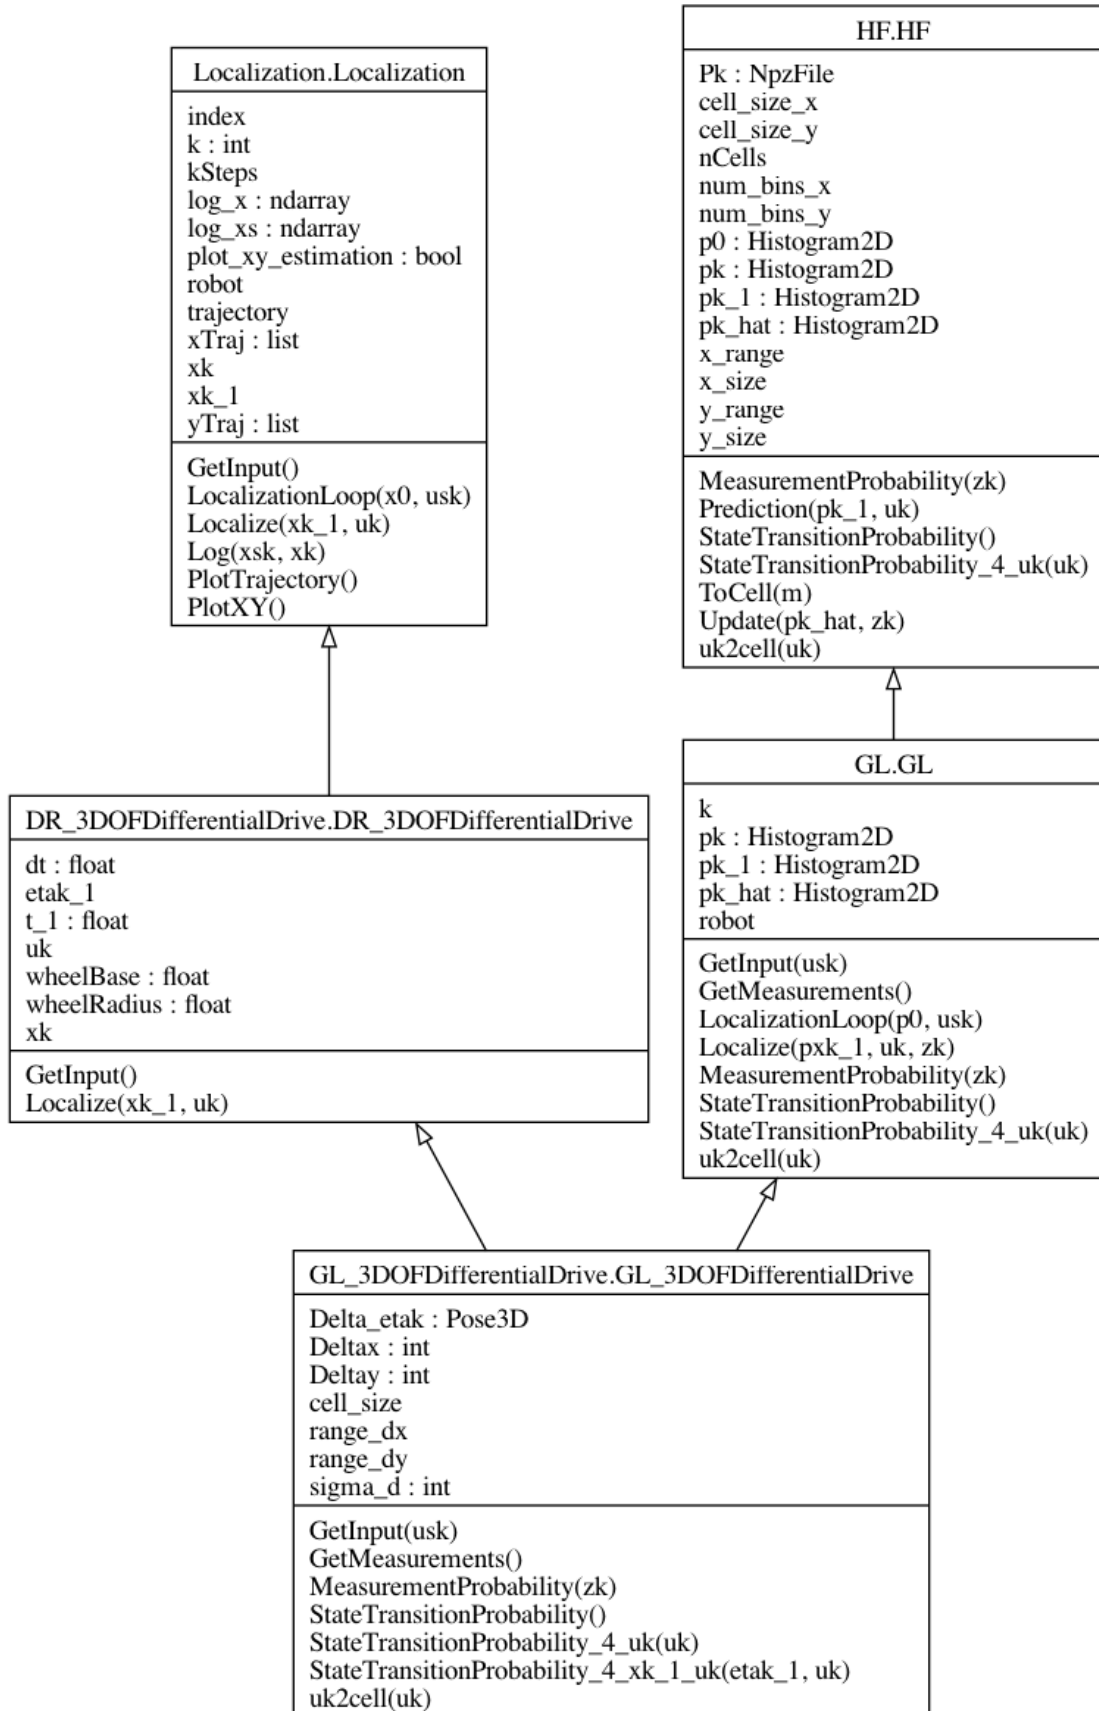 Localization.Localization
index
k : int
kSteps
log_x : ndarray
log_xs : ndarray
plot_xy_estimation : bool
robot
trajectory
xTraj : list
xk
xk_1
yTraj : list
GetInput()
LocalizationLoop(x0, usk)
Localize(xk_1, uk)
Log(xsk, xk)
PlotTrajectory()
PlotXY()
HF.HF
Pk : NpzFile
cell_size_x
cell_size_y
nCells
num_bins_x
num_bins_y
p0 : Histogram2D
pk : Histogram2D
pk_1 : Histogram2D
pk_hat : Histogram2D
x_range
x_size
y_range
y_size
MeasurementProbability(zk)
Prediction(pk_1, uk)
StateTransitionProbability()
StateTransitionProbability_4_uk(uk)
ToCell(m)
Update(pk_hat, zk)
uk2cell(uk)
DR_3DOFDifferentialDrive.DR_3DOFDifferentialDrive
dt : float
etak_1
t_1 : float
uk
wheelBase : float
wheelRadius : float
xk
GetInput()
Localize(xk_1, uk)
GL.GL
k
pk : Histogram2D
pk_1 : Histogram2D
pk_hat : Histogram2D
robot
GetInput(usk)
GetMeasurements()
LocalizationLoop(p0, usk)
Localize(pxk_1, uk, zk)
MeasurementProbability(zk)
StateTransitionProbability()
StateTransitionProbability_4_uk(uk)
uk2cell(uk)
GL_3DOFDifferentialDrive.GL_3DOFDifferentialDrive
Delta_etak : Pose3D
Deltax : int
Deltay : int
cell_size
range_dx
range_dy
sigma_d : int
GetInput(usk)
GetMeasurements()
MeasurementProbability(zk)
StateTransitionProbability()
StateTransitionProbability_4_uk(uk)
StateTransitionProbability_4_xk_1_uk(etak_1, uk)
uk2cell(uk)